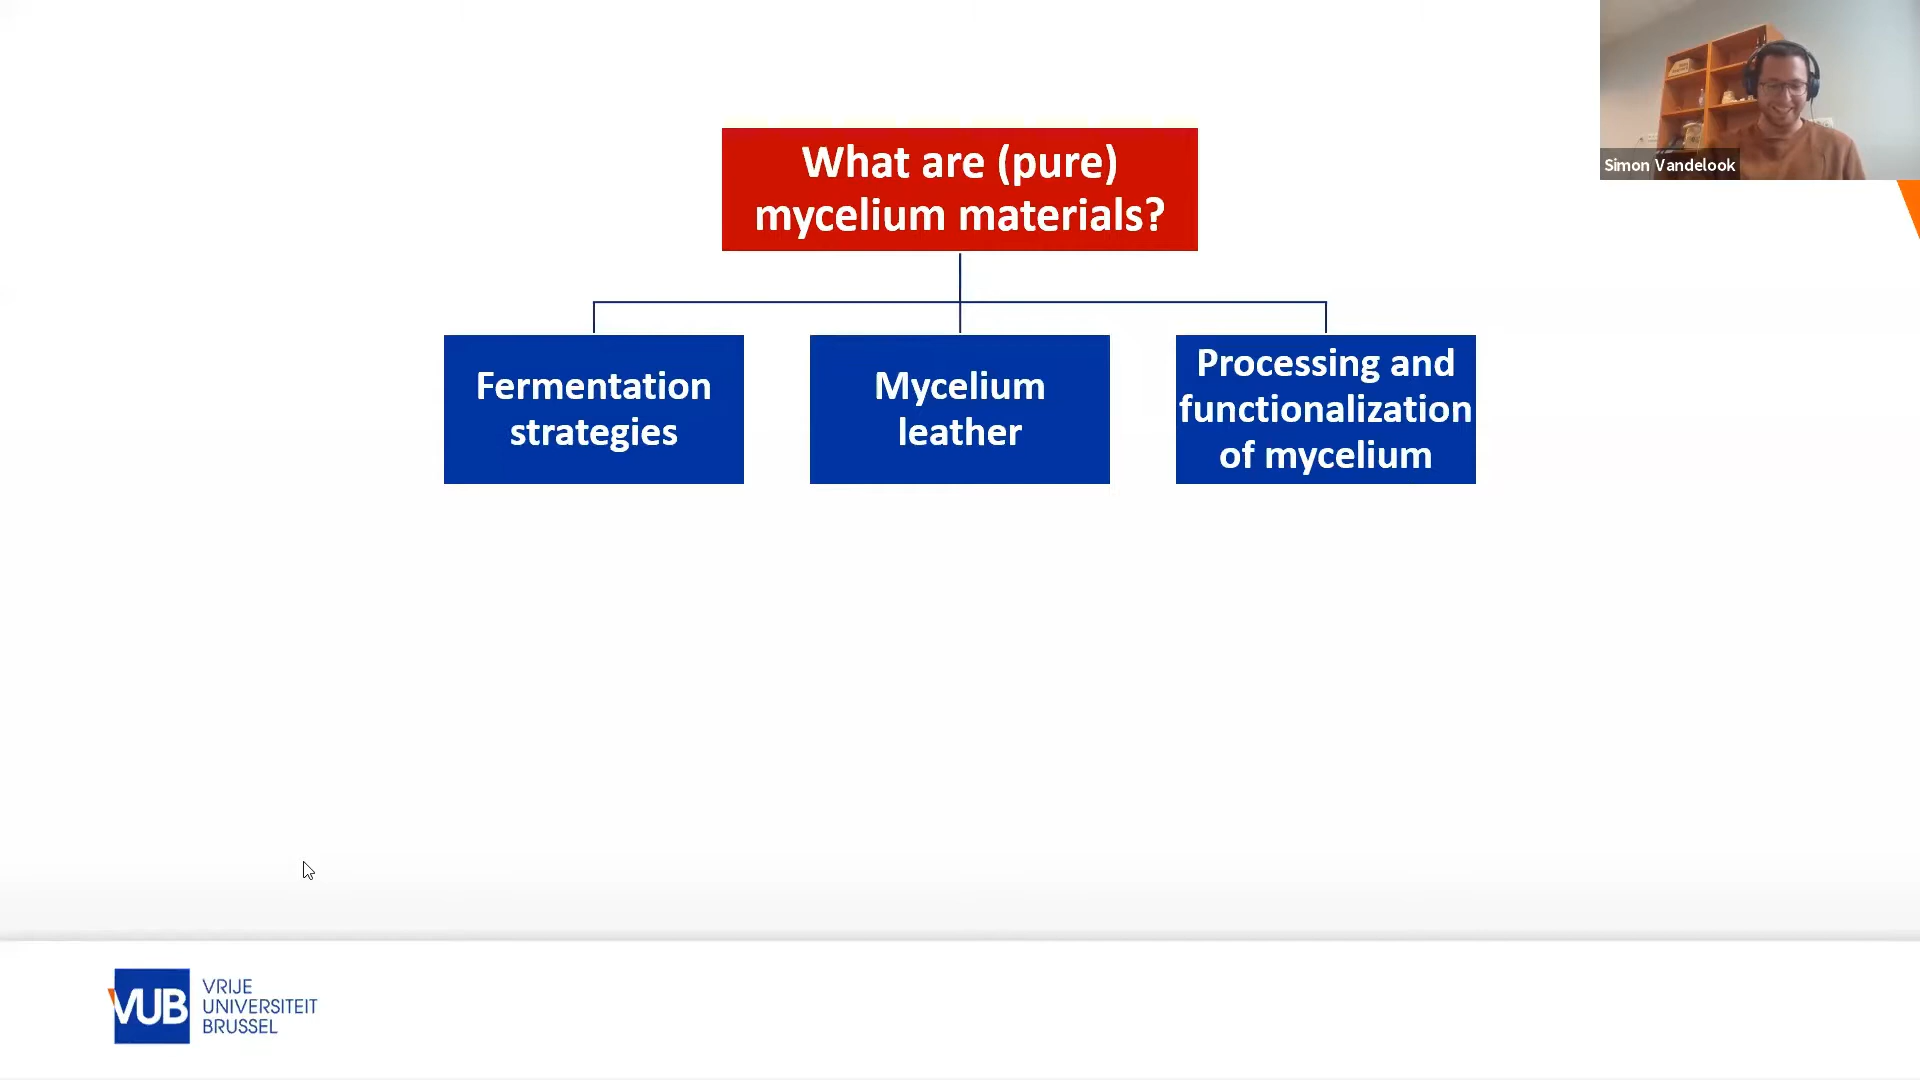 What are (pure)
mycelium materials?
Fermentation
strategies
Mycelium
leather
Processing and
functionalization
of mycelium
Simon Vandelook
VUB
VRIJE
UNIVERSITEIT
BRUSSEL